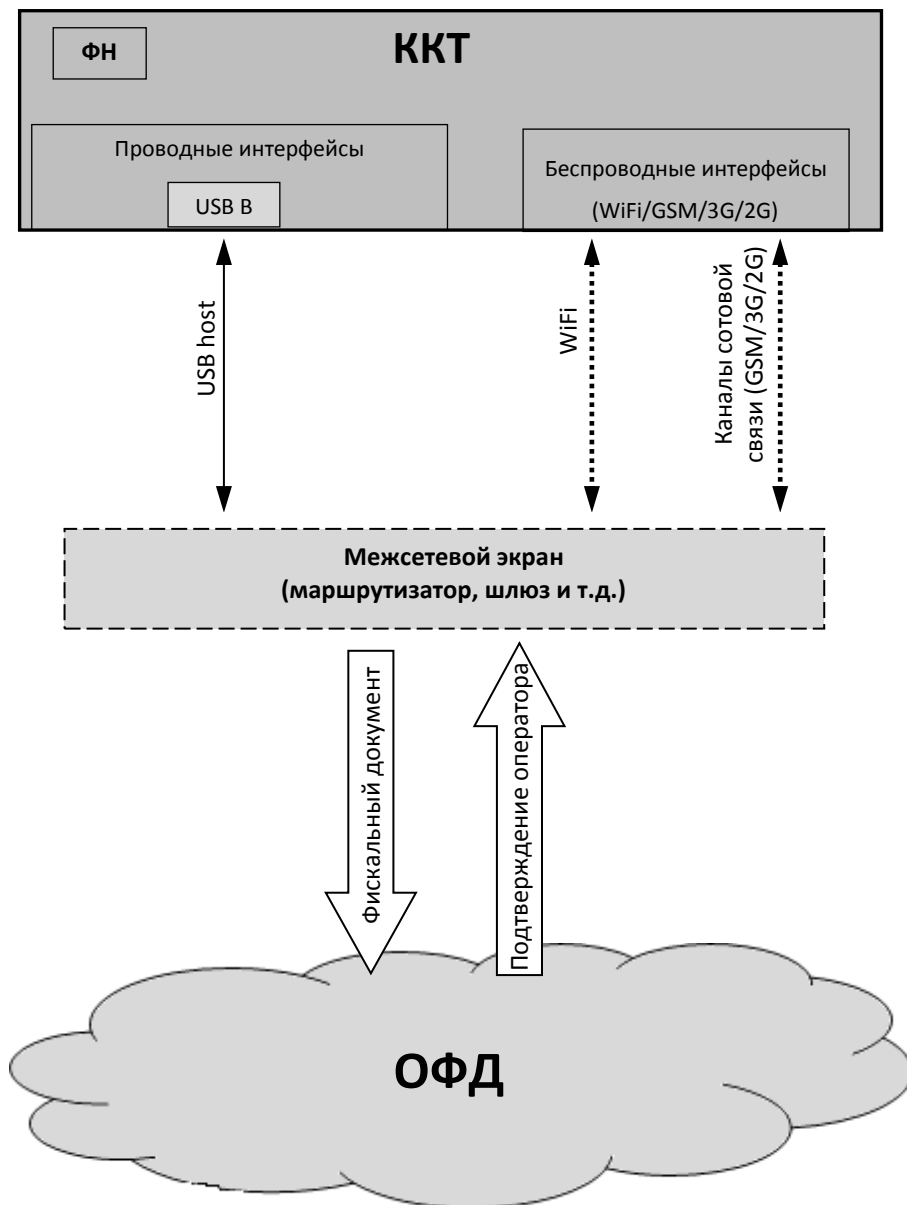 ФН
ККТ
Проводные интерфейсы
USB B
Беспроводные интерфейсы
(WiFi/GSM/3G/2G)
USB host
WiFi
Каналы сотовой
связи (GSM/3G/2G)
Межсетевой экран
(маршрутизатор, шлюз и т.д.)
Фискальный документ
Подтверждение оператора
ОФД